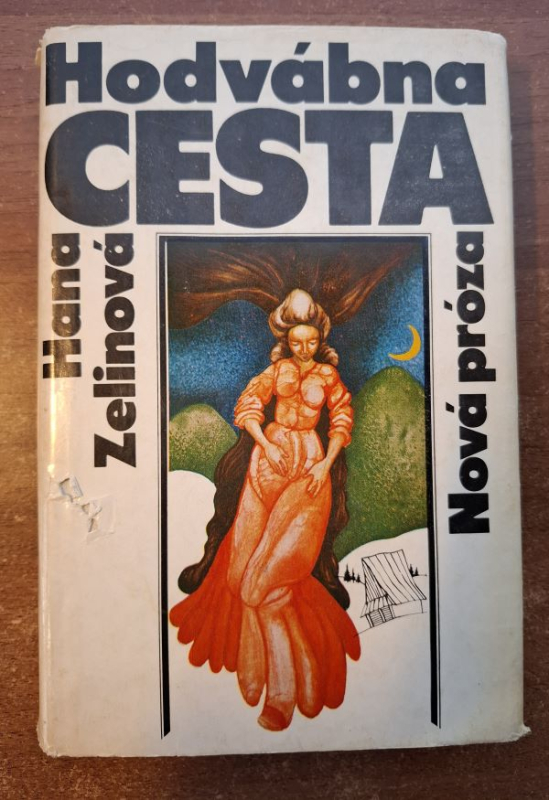 Hodvábna
CESTA
Hana
Zelinová
Nová próza